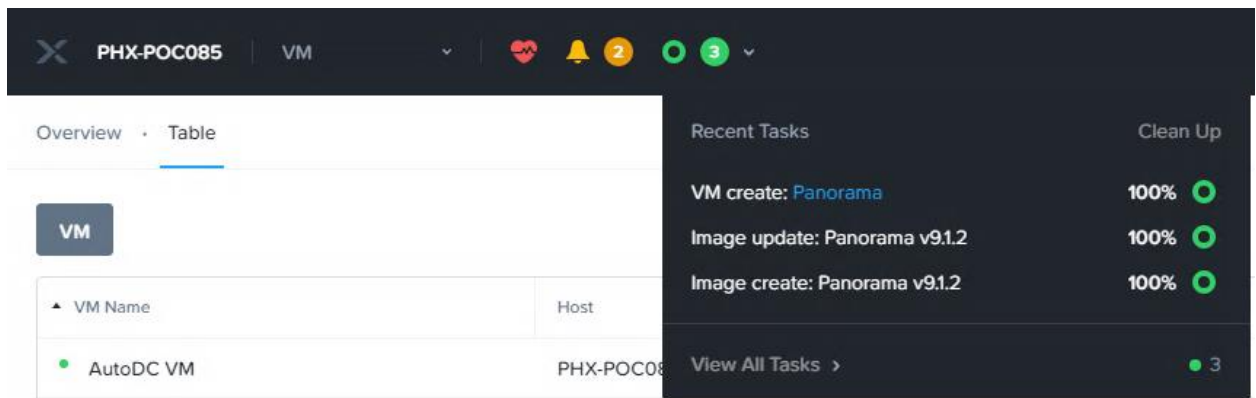 PHX-POC085 VM 2 3
Overview · Table
Recent Tasks Clean Up
VM create: Panorama 100%
VM
Image update: Panorama v9.1.2 100%
Image create: Panorama v9.1.2 100%
VM Name Host
AutoDC VM PHX-POC08
View All Tasks > 3